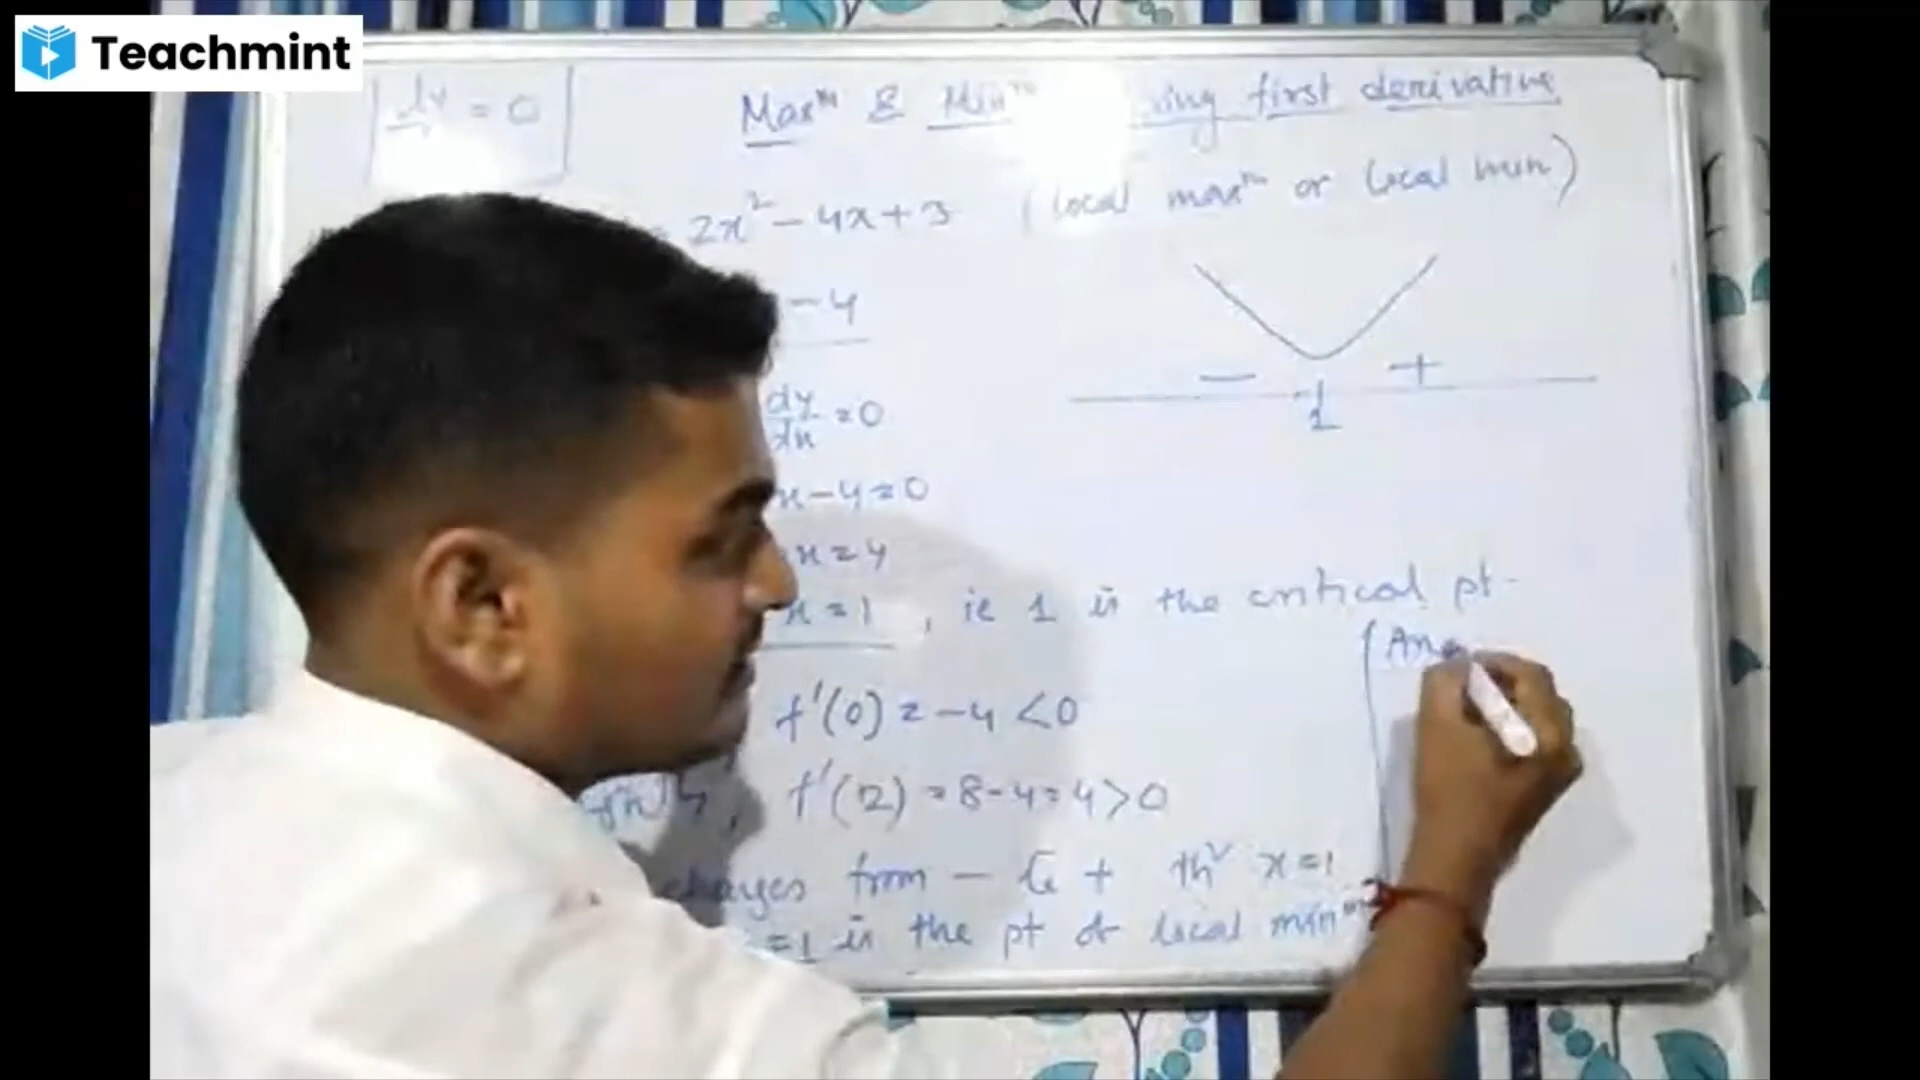 Teachmint
dy = 0
Maxᵐ & Minᵐ using first derivative
= 2x² - 4x + 3 (local maxᵐ or local min)
- 4
- +
1
dy/dx = 0
x - 4 = 0
x = 4
x = 1, ie 1 is the critical pt.
Ans
f'(0) = -4 < 0
f'(2) = 8 - 4 = 4 > 0
changes from - to + thʳ x = 1
= 1 is the pt of local minᵐ